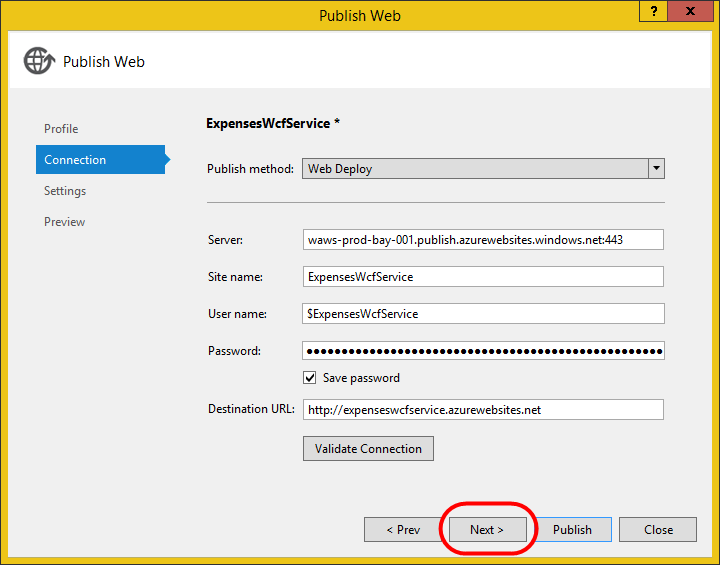 Publish Web
? x
Publish Web
Profile
Connection
Settings
Preview
ExpensesWcfService *
Publish method: Web Deploy
Server: waws-prod-bay-001.publish.azurewebsites.windows.net:443
Site name: ExpensesWcfService
User name: $ExpensesWcfService
Password: ●●●●●●●●●●●●●●●●●●●●●●●●●●●●●●●●●●●●●●●●●●●●●●●●●●●
Save password
Destination URL: http://expenseswcfservice.azurewebsites.net
Validate Connection
< Prev Next > Publish Close